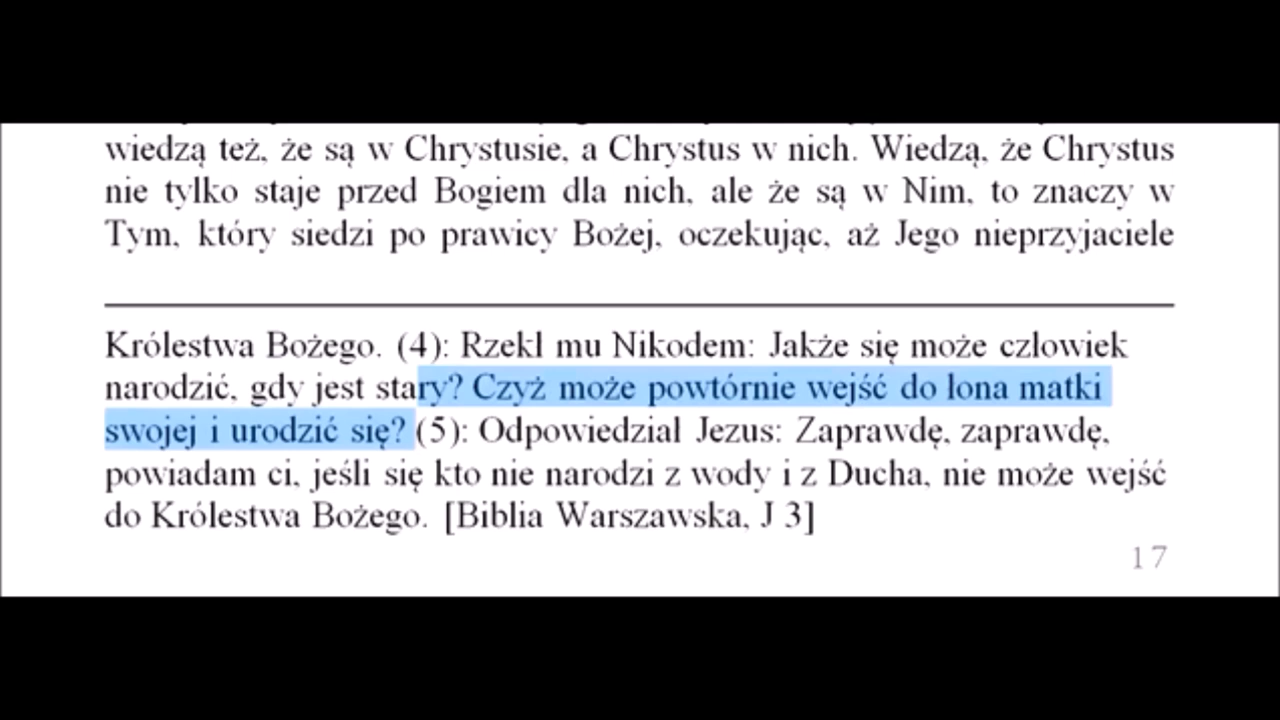 wiedzą też, że są w Chrystusie, a Chrystus w nich. Wiedzą, że Chrystus
nie tylko staje przed Bogiem dla nich, ale że są w Nim, to znaczy w
Tym, który siedzi po prawicy Bożej, oczekując, aż Jego nieprzyjaciele
Królestwa Bożego. (4): Rzekł mu Nikodem: Jakże się może człowiek
narodzić, gdy jest stary? Czyż może powtórnie wejść do łona matki
swojej i urodzić się? (5): Odpowiedział Jezus: Zaprawdę, zaprawdę,
powiadam ci, jeśli się kto nie narodzi z wody i z Ducha, nie może wejść
do Królestwa Bożego. [Biblia Warszawska, J 3]
17